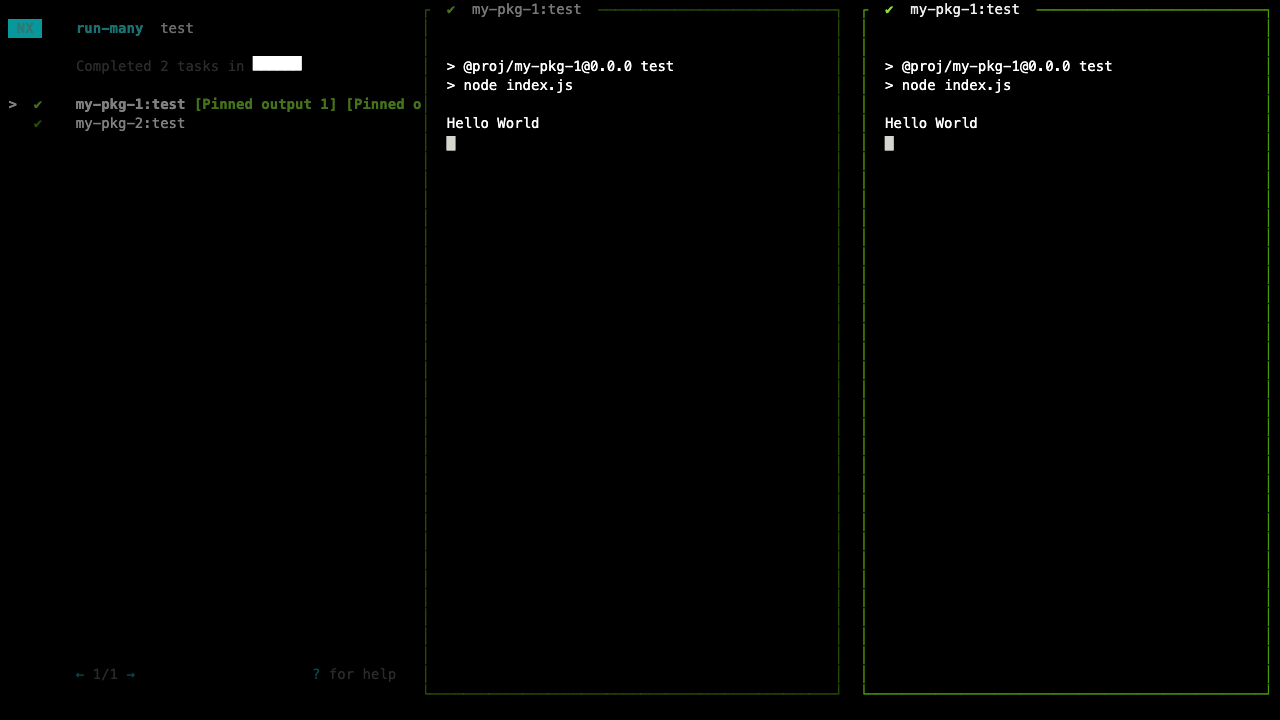 NX run-many test
Completed 2 tasks in
> ✔ my-pkg-1:test [Pinned output 1] [Pinned o
✔ my-pkg-2:test
← 1/1 → ? for help
✔ my-pkg-1:test
> @proj/my-pkg-1@0.0.0 test
> node index.js
Hello World
✔ my-pkg-1:test
> @proj/my-pkg-1@0.0.0 test
> node index.js
Hello World